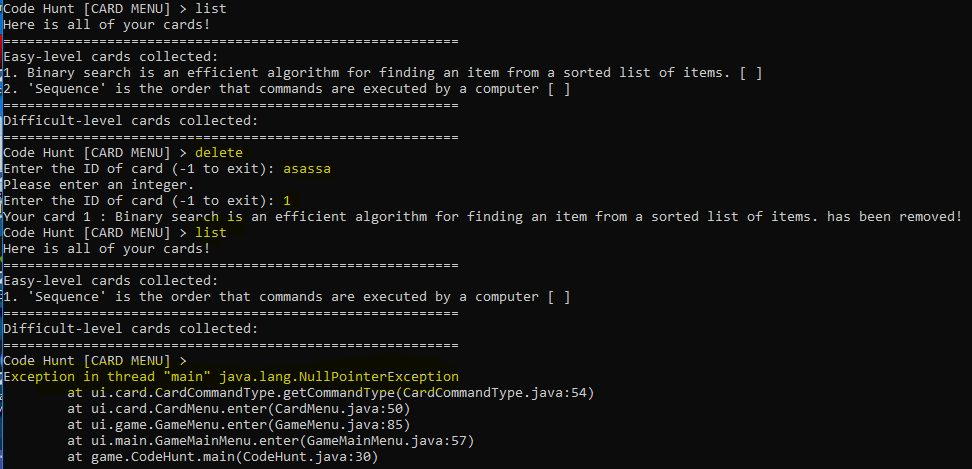 Code Hunt [CARD MENU] > list
Here is all of your cards!
==========================================================
Easy-level cards collected:
1. Binary search is an efficient algorithm for finding an item from a sorted list of items. [ ]
2. 'Sequence' is the order that commands are executed by a computer [ ]
==========================================================
Difficult-level cards collected:
==========================================================
Code Hunt [CARD MENU] > delete
Enter the ID of card (-1 to exit): asassa
Please enter an integer.
Enter the ID of card (-1 to exit): 1
Your card 1 : Binary search is an efficient algorithm for finding an item from a sorted list of items. has been removed!
Code Hunt [CARD MENU] > list
Here is all of your cards!
==========================================================
Easy-level cards collected:
1. 'Sequence' is the order that commands are executed by a computer [ ]
==========================================================
Difficult-level cards collected:
==========================================================
Code Hunt [CARD MENU] >
Exception in thread "main" java.lang.NullPointerException
        at ui.card.CardCommandType.getCommandType(CardCommandType.java:54)
        at ui.card.CardMenu.enter(CardMenu.java:50)
        at ui.game.GameMenu.enter(GameMenu.java:85)
        at ui.main.GameMainMenu.enter(GameMainMenu.java:57)
        at game.CodeHunt.main(CodeHunt.java:30)